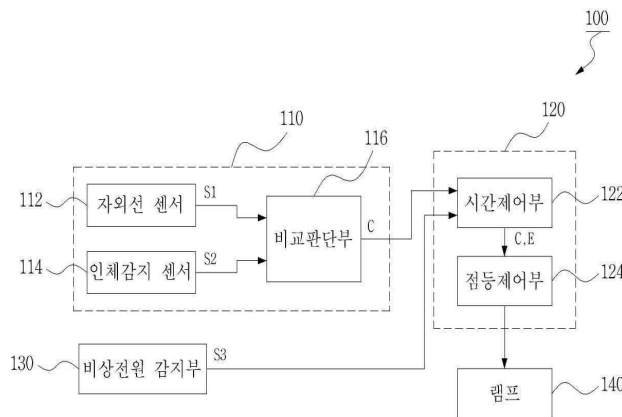 100
110
120
116
112
자외선 센서
S1
114
인체감지 센서
S2
비교판단부
C
시간제어부
122
C,E
점등제어부
124
130
비상전원 감지부
S3
램프
140